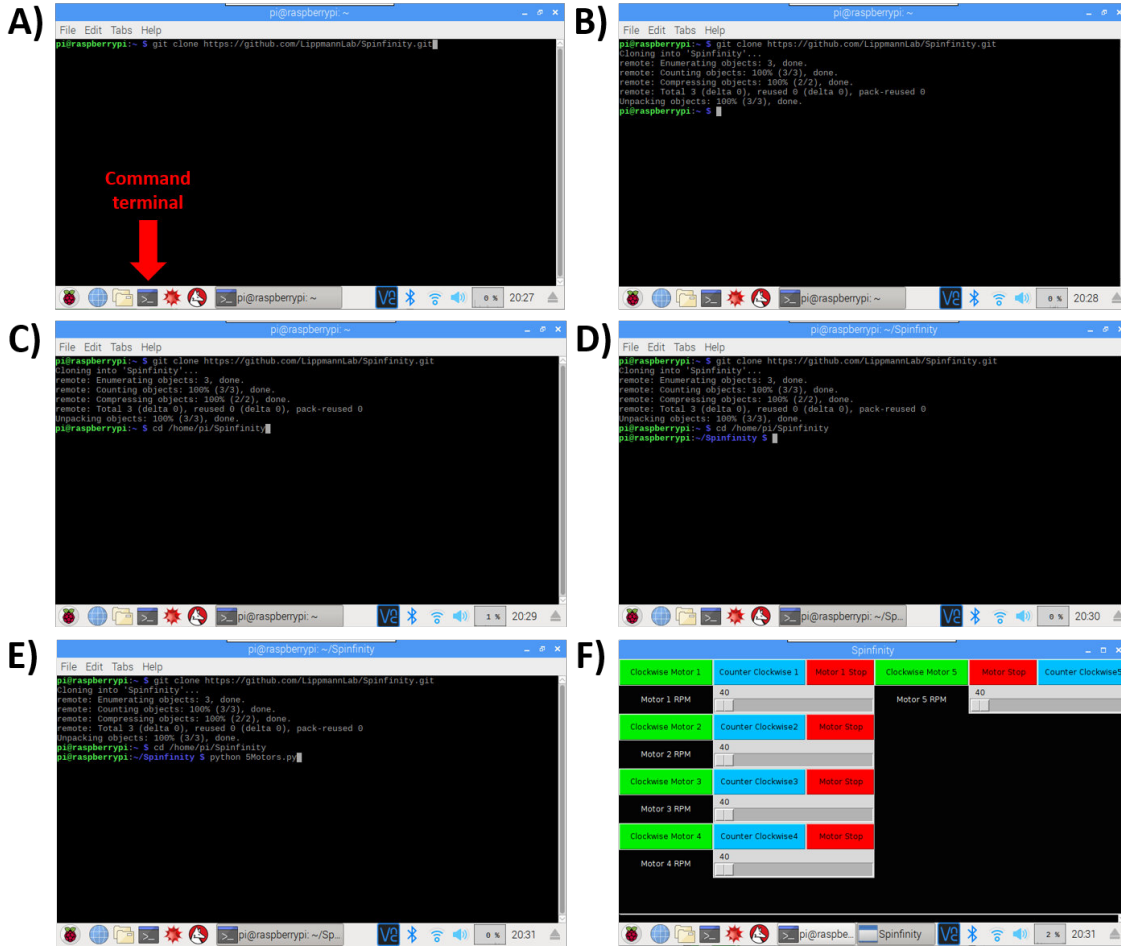 A)
pi@raspberrypi: ~
File Edit Tabs Help
pi@raspberrypi:~ $ git clone https://github.com/LippmannLab/Spinfinity.git
Command
terminal
pi@raspberrypi: ~
0 %
20:27
B)
pi@raspberrypi: ~
File Edit Tabs Help
pi@raspberrypi:~ $ git clone https://github.com/LippmannLab/Spinfinity.git
Cloning into 'Spinfinity'...
remote: Enumerating objects: 3, done.
remote: Counting objects: 100% (3/3), done.
remote: Compressing objects: 100% (2/2), done.
remote: Total 3 (delta 0), reused 0 (delta 0), pack-reused 0
Unpacking objects: 100% (3/3), done.
pi@raspberrypi:~ $
pi@raspberrypi: ~
0 %
20:28
C)
pi@raspberrypi: ~
File Edit Tabs Help
pi@raspberrypi:~ $ git clone https://github.com/LippmannLab/Spinfinity.git
Cloning into 'Spinfinity'...
remote: Enumerating objects: 3, done.
remote: Counting objects: 100% (3/3), done.
remote: Compressing objects: 100% (2/2), done.
remote: Total 3 (delta 0), reused 0 (delta 0), pack-reused 0
Unpacking objects: 100% (3/3), done.
pi@raspberrypi:~ $ cd /home/pi/Spinfinity
pi@raspberrypi: ~
1 %
20:29
D)
pi@raspberrypi: ~/Spinfinity
File Edit Tabs Help
pi@raspberrypi:~ $ git clone https://github.com/LippmannLab/Spinfinity.git
Cloning into 'Spinfinity'...
remote: Enumerating objects: 3, done.
remote: Counting objects: 100% (3/3), done.
remote: Compressing objects: 100% (2/2), done.
remote: Total 3 (delta 0), reused 0 (delta 0), pack-reused 0
Unpacking objects: 100% (3/3), done.
pi@raspberrypi:~ $ cd /home/pi/Spinfinity
pi@raspberrypi:~/Spinfinity $
pi@raspberrypi: ~/Sp...
0 %
20:30
E)
pi@raspberrypi: ~/Spinfinity
File Edit Tabs Help
pi@raspberrypi:~ $ git clone https://github.com/LippmannLab/Spinfinity.git
Cloning into 'Spinfinity'...
remote: Enumerating objects: 3, done.
remote: Counting objects: 100% (3/3), done.
remote: Compressing objects: 100% (2/2), done.
remote: Total 3 (delta 0), reused 0 (delta 0), pack-reused 0
Unpacking objects: 100% (3/3), done.
pi@raspberrypi:~ $ cd /home/pi/Spinfinity
pi@raspberrypi:~/Spinfinity $ python 5Motors.py
pi@raspberrypi: ~/Sp...
0 %
20:31
F)
Spinfinity
Clockwise Motor 1 Counter Clockwise 1 Motor 1 Stop Clockwise Motor 5 Motor Stop Counter Clockwise5
Motor 1 RPM 40 Motor 5 RPM 40
Clockwise Motor 2 Counter Clockwise2 Motor Stop
Motor 2 RPM 40
Clockwise Motor 3 Counter Clockwise3 Motor Stop
Motor 3 RPM 40
Clockwise Motor 4 Counter Clockwise4 Motor Stop
Motor 4 RPM 40
pi@raspbe...
Spinfinity
2 %
20:31